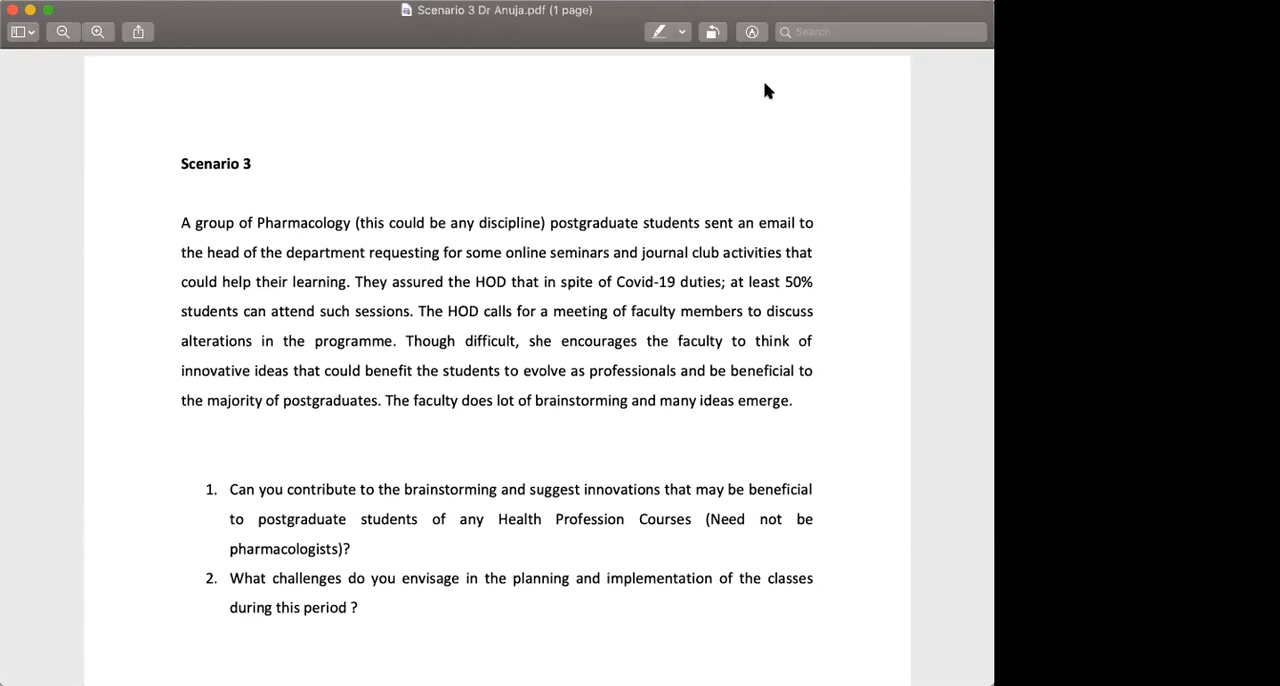 Scenario 3 Dr Anuja.pdf (1 page)
Search
Scenario 3
A group of Pharmacology (this could be any discipline) postgraduate students sent an email to
the head of the department requesting for some online seminars and journal club activities that
could help their learning. They assured the HOD that in spite of Covid-19 duties; at least 50%
students can attend such sessions. The HOD calls for a meeting of faculty members to discuss
alterations in the programme. Though difficult, she encourages the faculty to think of
innovative ideas that could benefit the students to evolve as professionals and be beneficial to
the majority of postgraduates. The faculty does lot of brainstorming and many ideas emerge.
1. Can you contribute to the brainstorming and suggest innovations that may be beneficial
to postgraduate students of any Health Profession Courses (Need not be
pharmacologists)?
2. What challenges do you envisage in the planning and implementation of the classes
during this period ?